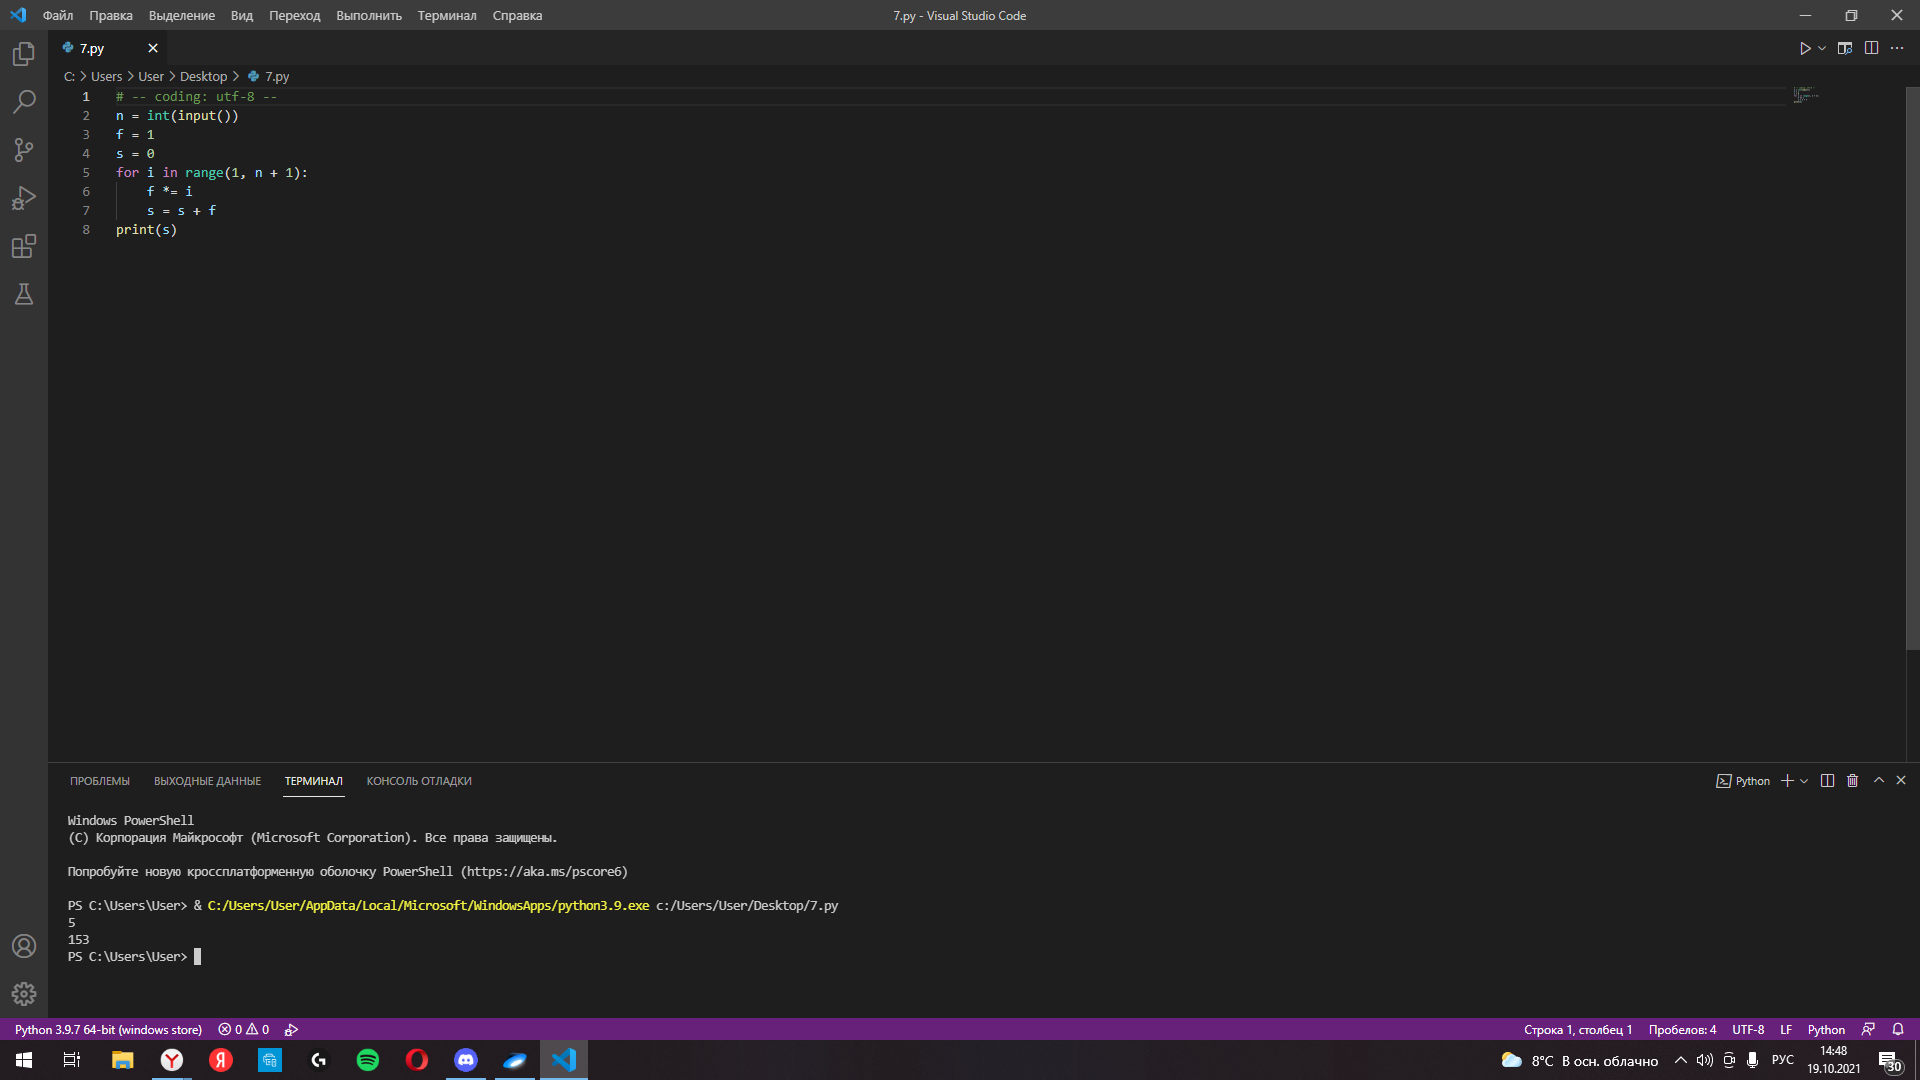 Файл Правка Выделение Вид Переход Выполнить Терминал Справка
7.py - Visual Studio Code
7.py
C: Users User Desktop 7.py
1 # -- coding: utf-8 --
2 n = int(input())
3 f = 1
4 s = 0
5 for i in range(1, n + 1):
6 f *= i
7 s = s + f
8 print(s)
ПРОБЛЕМЫ ВЫХОДНЫЕ ДАННЫЕ ТЕРМИНАЛ КОНСОЛЬ ОТЛАДКИ
Python
Windows PowerShell
(C) Корпорация Майкрософт (Microsoft Corporation). Все права защищены.
Попробуйте новую кроссплатформенную оболочку PowerShell (https://aka.ms/pscore6)
PS C:\Users\User> & C:/Users/User/AppData/Local/Microsoft/WindowsApps/python3.9.exe c:/Users/User/Desktop/7.py
5
153
PS C:\Users\User>
Python 3.9.7 64-bit (windows store) 0 0
Строка 1, столбец 1 Пробелов: 4 UTF-8 LF Python
8°C В осн. облачно РУС
14:48
19.10.2021
30